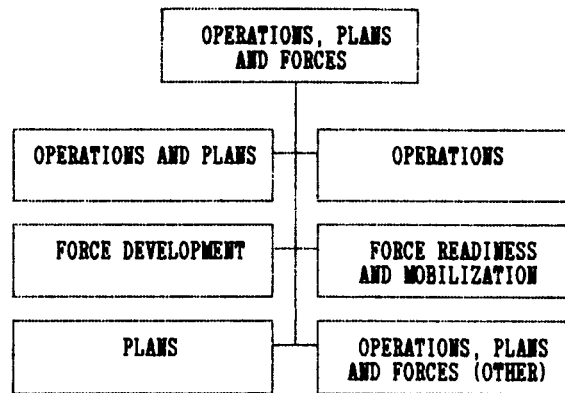 OPERATIONS, PLANS
AND FORCES
OPERATIONS AND PLANS
OPERATIONS
FORCE DEVELOPMENT
FORCE READINESS
AND MOBILIZATION
PLANS
OPERATIONS, PLANS
AND FORCES (OTHER)